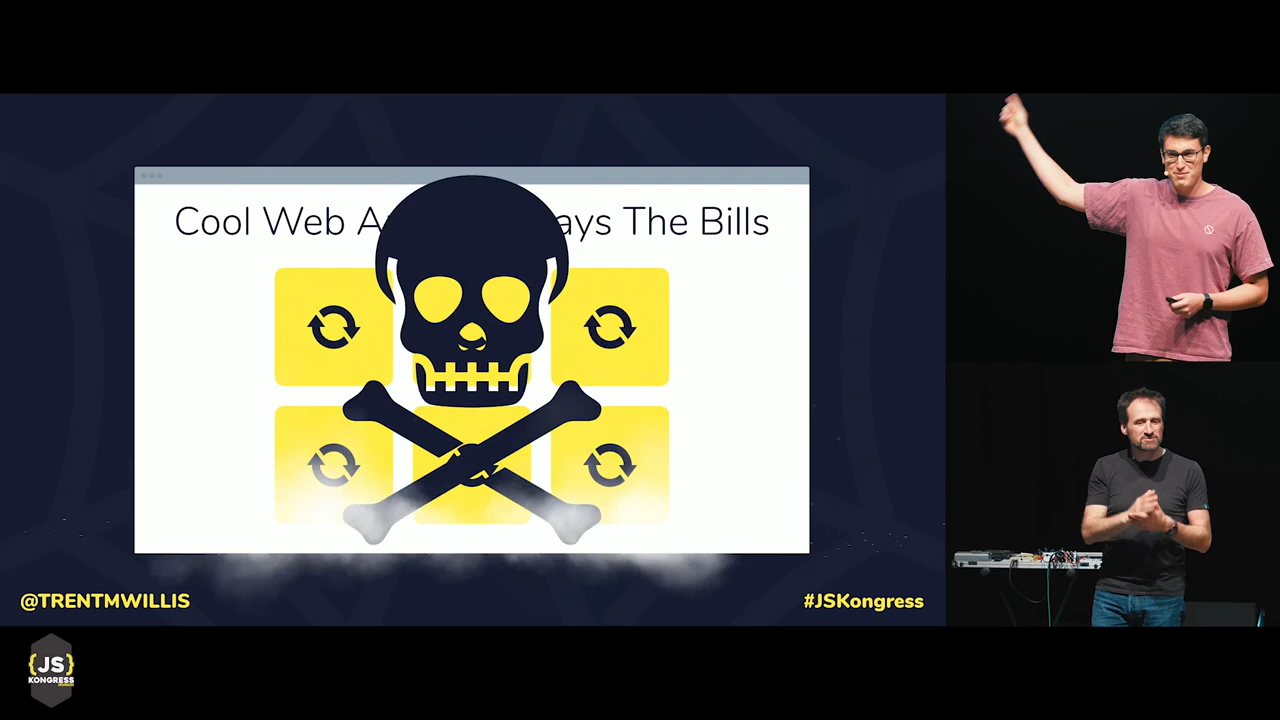 Cool Web A ays The Bills
@TRENTMWILLIS
#JSKongress
{JS}
KONGRESS